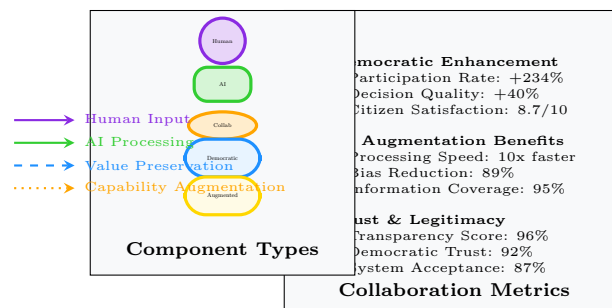 Human
AI
Collab
Democratic
Augmented
Human Input
AI Processing
Value Preservation
Capability Augmentation
Component Types
mocratic Enhancement
Participation Rate: +234%
Decision Quality: +40%
Citizen Satisfaction: 8.7/10
Augmentation Benefits
Processing Speed: 10x faster
Bias Reduction: 89%
Information Coverage: 95%
ust & Legitimacy
Transparency Score: 96%
Democratic Trust: 92%
System Acceptance: 87%
Collaboration Metrics